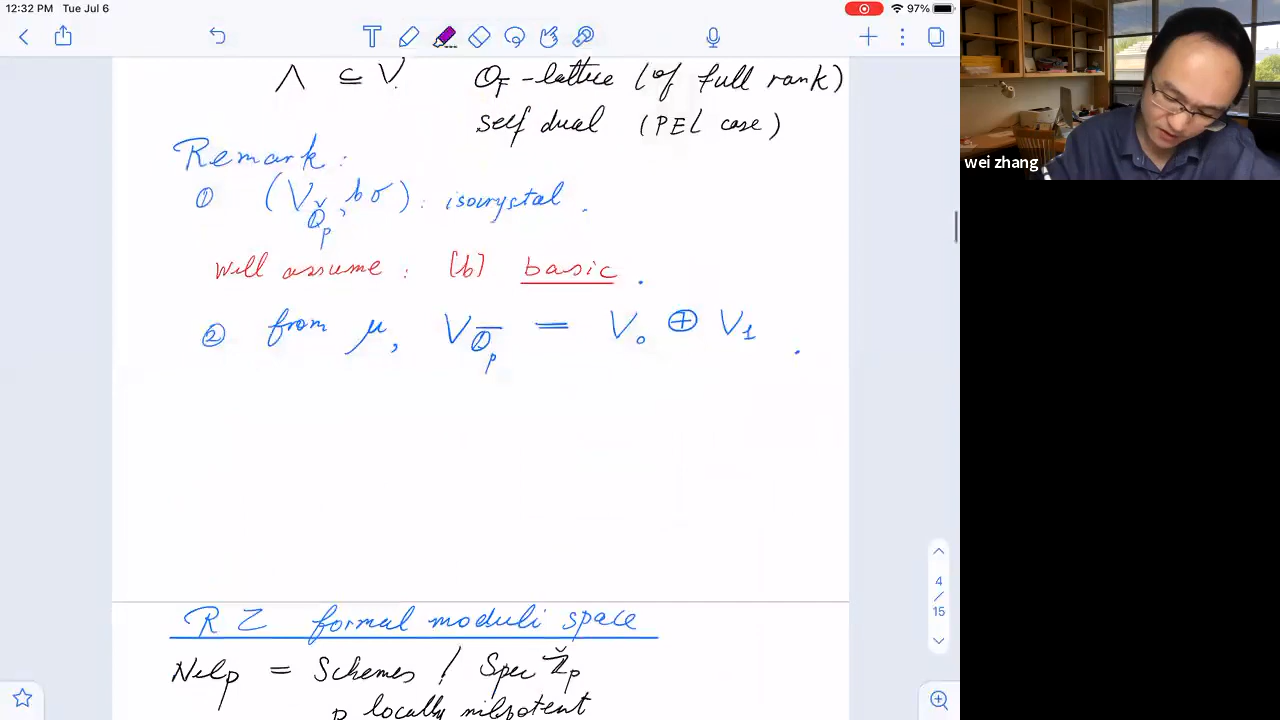 12:32 PM Tue Jul 6
97%
Λ ⊆ V. O_F -lattice (of full rank)
self dual (PEL case)
Remark:
① (V_{Q̆_p}, bσ) : isocrystal.
Will assume: [b] basic.
② from μ, V_{Q̄_p} = V_0 ⊕ V_1.
RZ formal moduli space
Nilp = Schemes / Spec Z̆_p
p locally nilpotent
wei zhang
4
/
15